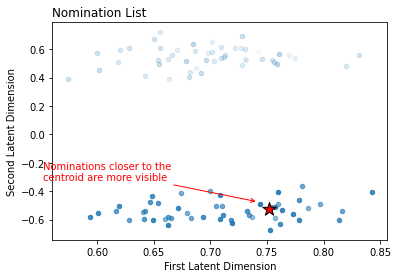 Nomination List
Second Latent Dimension
0.6
0.4
0.2
0.0
−0.2
−0.4
−0.6
Nominations closer to the
centroid are more visible
0.60
0.65
0.70
0.75
0.80
0.85
First Latent Dimension